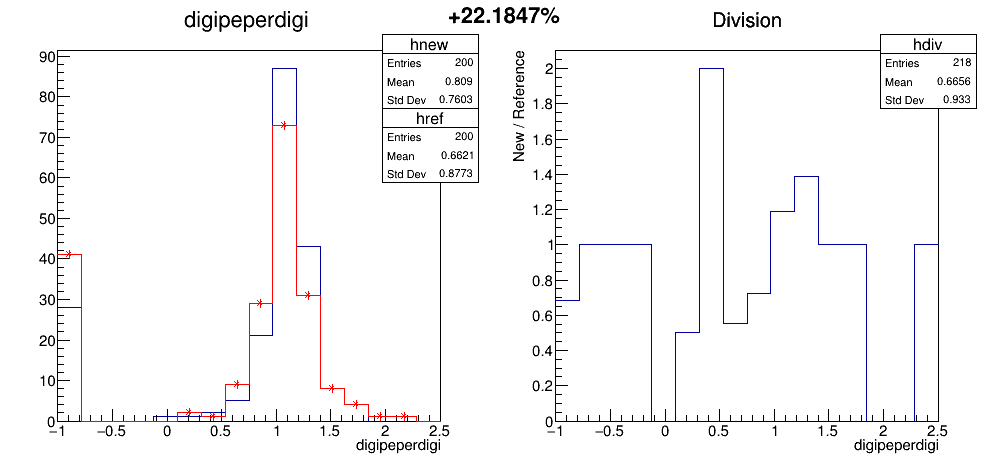 +22.1847%
digipeperdigi
hnew
Entries 200
Mean 0.809
Std Dev 0.7603
href
Entries 200
Mean 0.6621
Std Dev 0.8773
90
80
70
60
50
40
30
20
10
0
−1 −0.5 0 0.5 1 1.5 2 2.5
digipeperdigi
Division
hdiv
Entries 218
Mean 0.6656
Std Dev 0.933
New / Reference
2
1.8
1.6
1.4
1.2
1
0.8
0.6
0.4
0.2
0
−1 −0.5 0 0.5 1 1.5 2 2.5
digipeperdigi